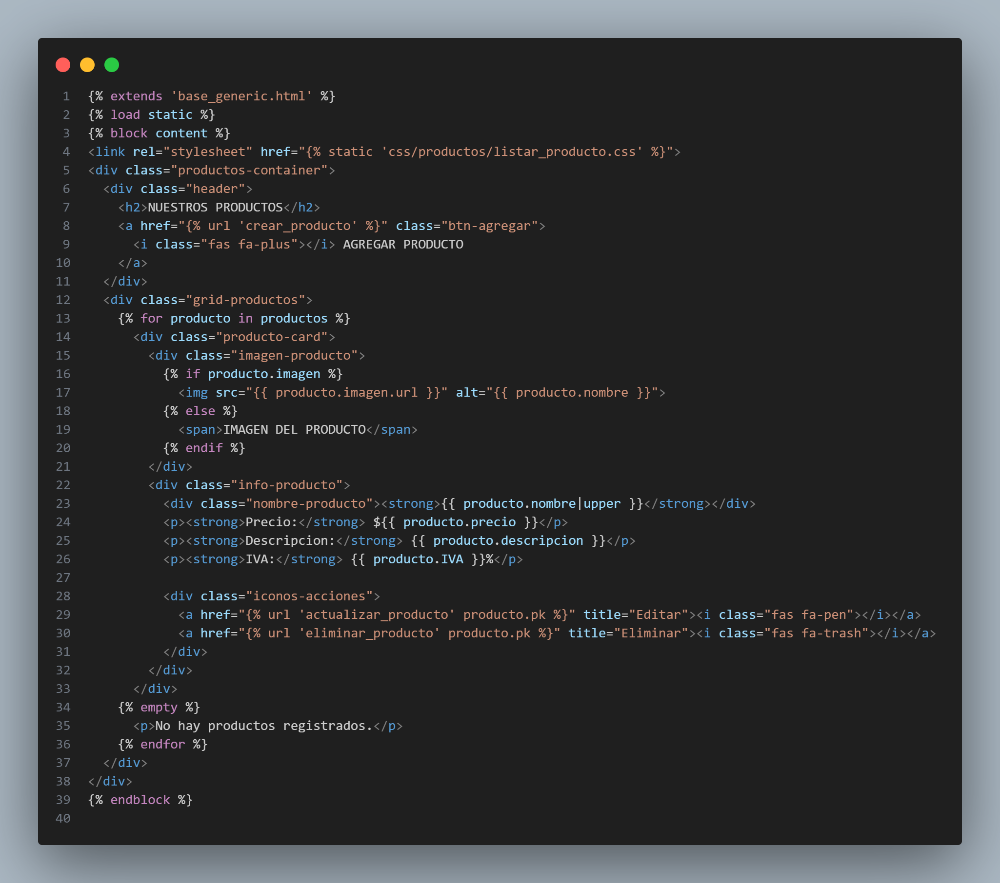 1 {% extends 'base_generic.html' %}
2 {% load static %}
3 {% block content %}
4 <link rel="stylesheet" href="{% static 'css/productos/listar_producto.css' %}">
5 <div class="productos-container">
6   <div class="header">
7     <h2>NUESTROS PRODUCTOS</h2>
8     <a href="{% url 'crear_producto' %}" class="btn-agregar">
9       <i class="fas fa-plus"></i> AGREGAR PRODUCTO
10     </a>
11   </div>
12   <div class="grid-productos">
13     {% for producto in productos %}
14       <div class="producto-card">
15         <div class="imagen-producto">
16           {% if producto.imagen %}
17             <img src="{{ producto.imagen.url }}" alt="{{ producto.nombre }}">
18           {% else %}
19             <span>IMAGEN DEL PRODUCTO</span>
20           {% endif %}
21         </div>
22         <div class="info-producto">
23           <div class="nombre-producto"><strong>{{ producto.nombre|upper }}</strong></div>
24           <p><strong>Precio:</strong> ${{ producto.precio }}</p>
25           <p><strong>Descripcion:</strong> {{ producto.descripcion }}</p>
26           <p><strong>IVA:</strong> {{ producto.IVA }}%</p>
27
28           <div class="iconos-acciones">
29             <a href="{% url 'actualizar_producto' producto.pk %}" title="Editar"><i class="fas fa-pen"></i></a>
30             <a href="{% url 'eliminar_producto' producto.pk %}" title="Eliminar"><i class="fas fa-trash"></i></a>
31           </div>
32         </div>
33       </div>
34     {% empty %}
35       <p>No hay productos registrados.</p>
36     {% endfor %}
37   </div>
38 </div>
39 {% endblock %}
40